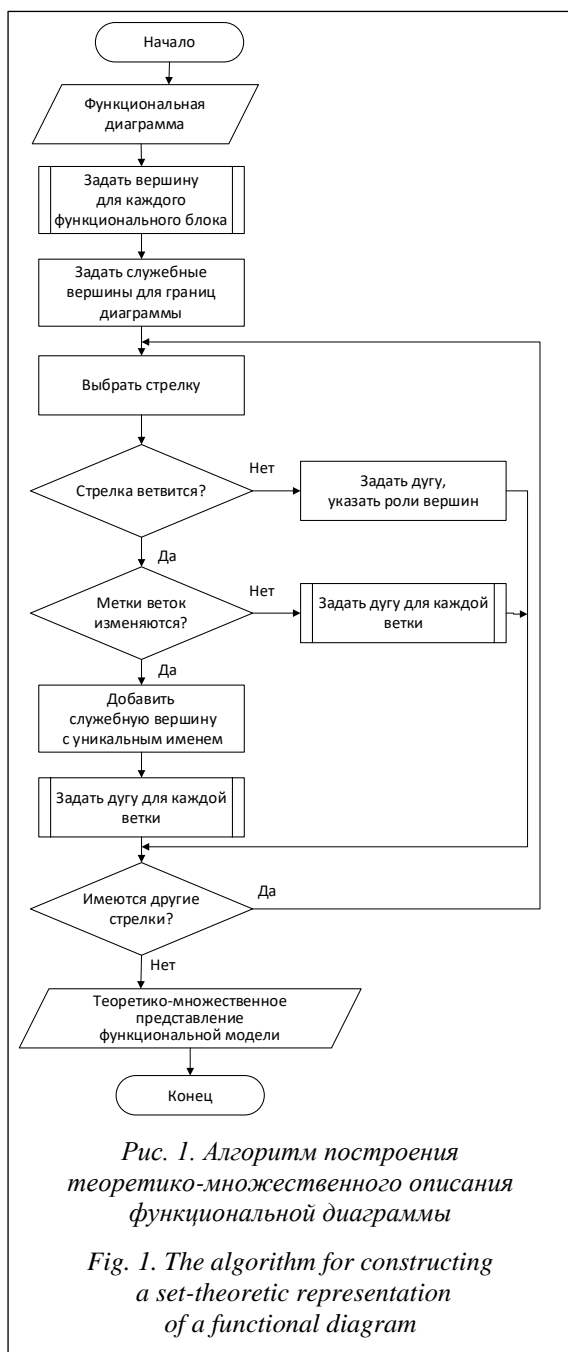 Начало
Функциональная
диаграмма
Задать вершину
для каждого
функционального блока
Задать служебные
вершины для границ
диаграммы
Выбрать стрелку
Стрелка ветвится?
Нет
Задать дугу,
указать роли вершин
Да
Метки веток
изменяются?
Нет
Задать дугу для каждой
ветки
Да
Добавить
служебную вершину
с уникальным именем
Задать дугу для каждой
ветки
Имеются другие
стрелки?
Да
Нет
Теоретико-множественное
представление
функциональной модели
Конец
Рис. 1. Алгоритм построения
теоретико-множественного описания
функциональной диаграммы
Fig. 1. The algorithm for constructing
a set-theoretic representation
of a functional diagram